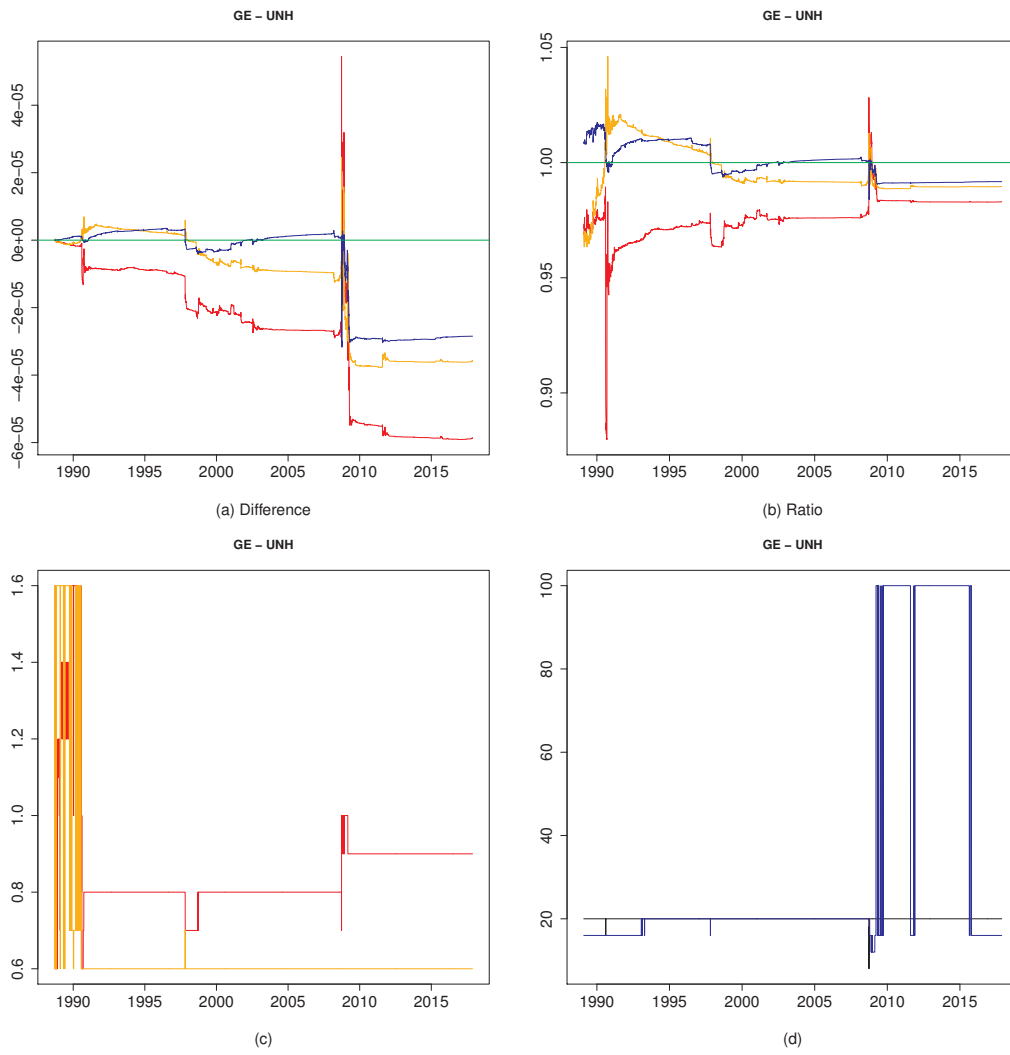 GE − UNH
4e−05
2e−05
0e+00
−2e−05
−4e−05
−6e−05
1990 1995 2000 2005 2010 2015
(a) Difference
GE − UNH
1.05
1.00
0.95
0.90
1990 1995 2000 2005 2010 2015
(b) Ratio
GE − UNH
1.6
1.4
1.2
1.0
0.8
0.6
1990 1995 2000 2005 2010 2015
(c)
GE − UNH
100
80
60
40
20
1990 1995 2000 2005 2010 2015
(d)